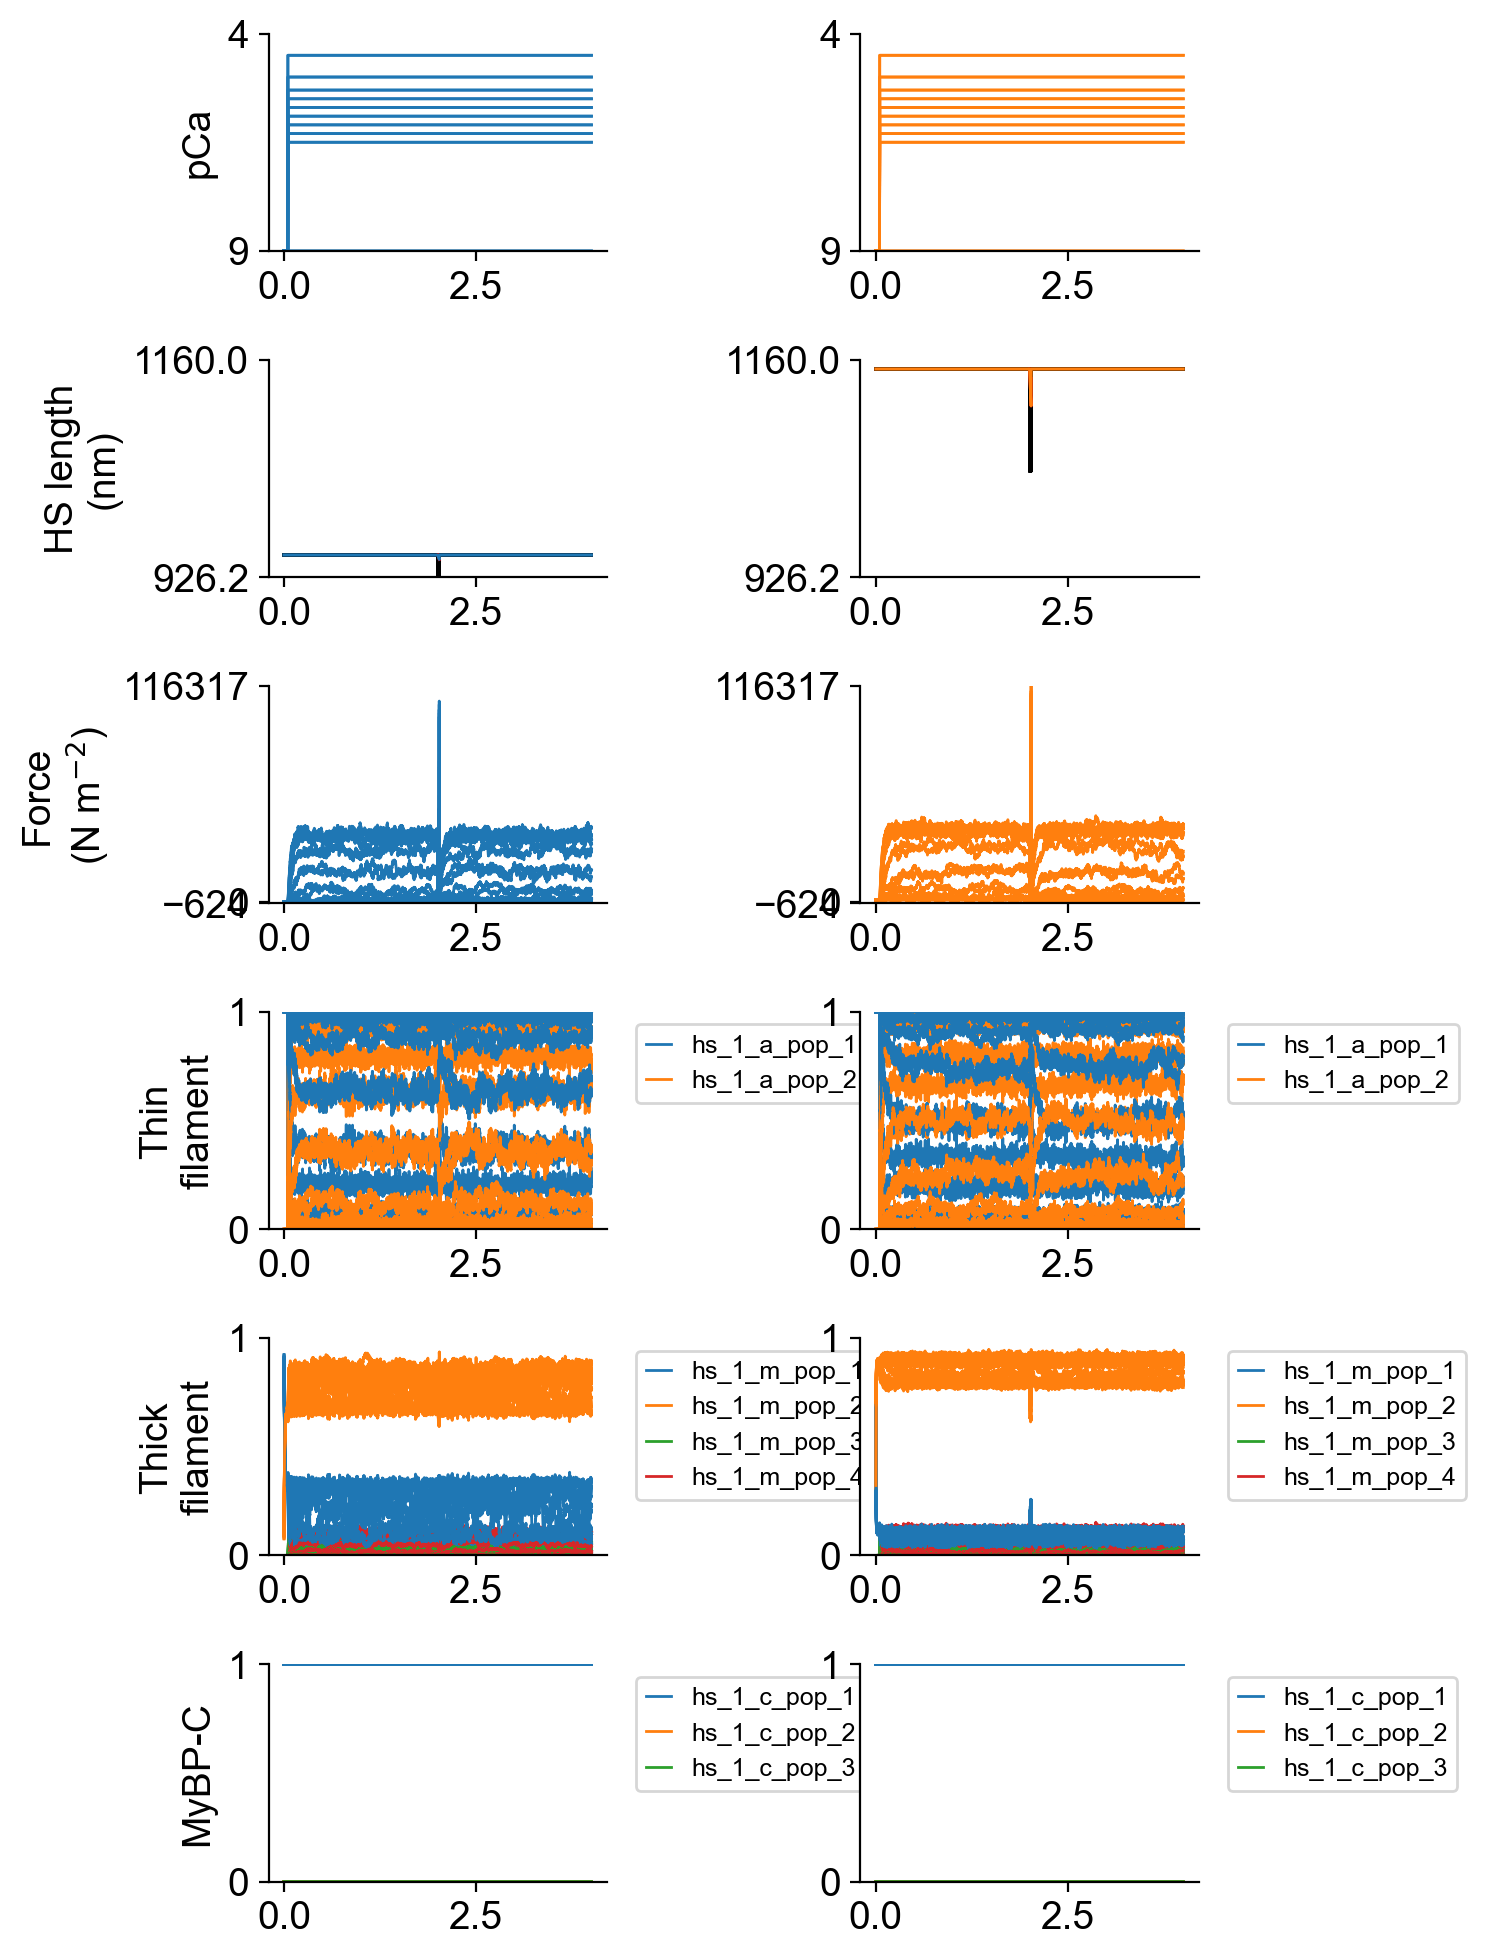 4
pCa
9
0.0 2.5
4
9
0.0 2.5
1160.0
HS length
(nm)
926.2
0.0 2.5
1160.0
926.2
0.0 2.5
116317
Force
(N m−2)
0
−624
0.0 2.5
116317
0
−624
0.0 2.5
1
Thin
filament
0
0.0 2.5
hs_1_a_pop_1
hs_1_a_pop_2
1
0
0.0 2.5
hs_1_a_pop_1
hs_1_a_pop_2
1
Thick
filament
0
0.0 2.5
hs_1_m_pop_1
hs_1_m_pop_2
hs_1_m_pop_3
hs_1_m_pop_4
1
0
0.0 2.5
hs_1_m_pop_1
hs_1_m_pop_2
hs_1_m_pop_3
hs_1_m_pop_4
1
MyBP-C
0
0.0 2.5
hs_1_c_pop_1
hs_1_c_pop_2
hs_1_c_pop_3
1
0
0.0 2.5
hs_1_c_pop_1
hs_1_c_pop_2
hs_1_c_pop_3